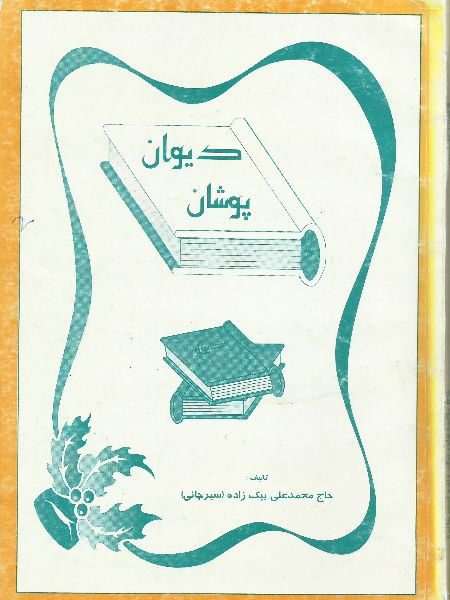 دیوان
پوشان
تالیف :
حاج محمدعلی بیک زاده (سیرجانی)